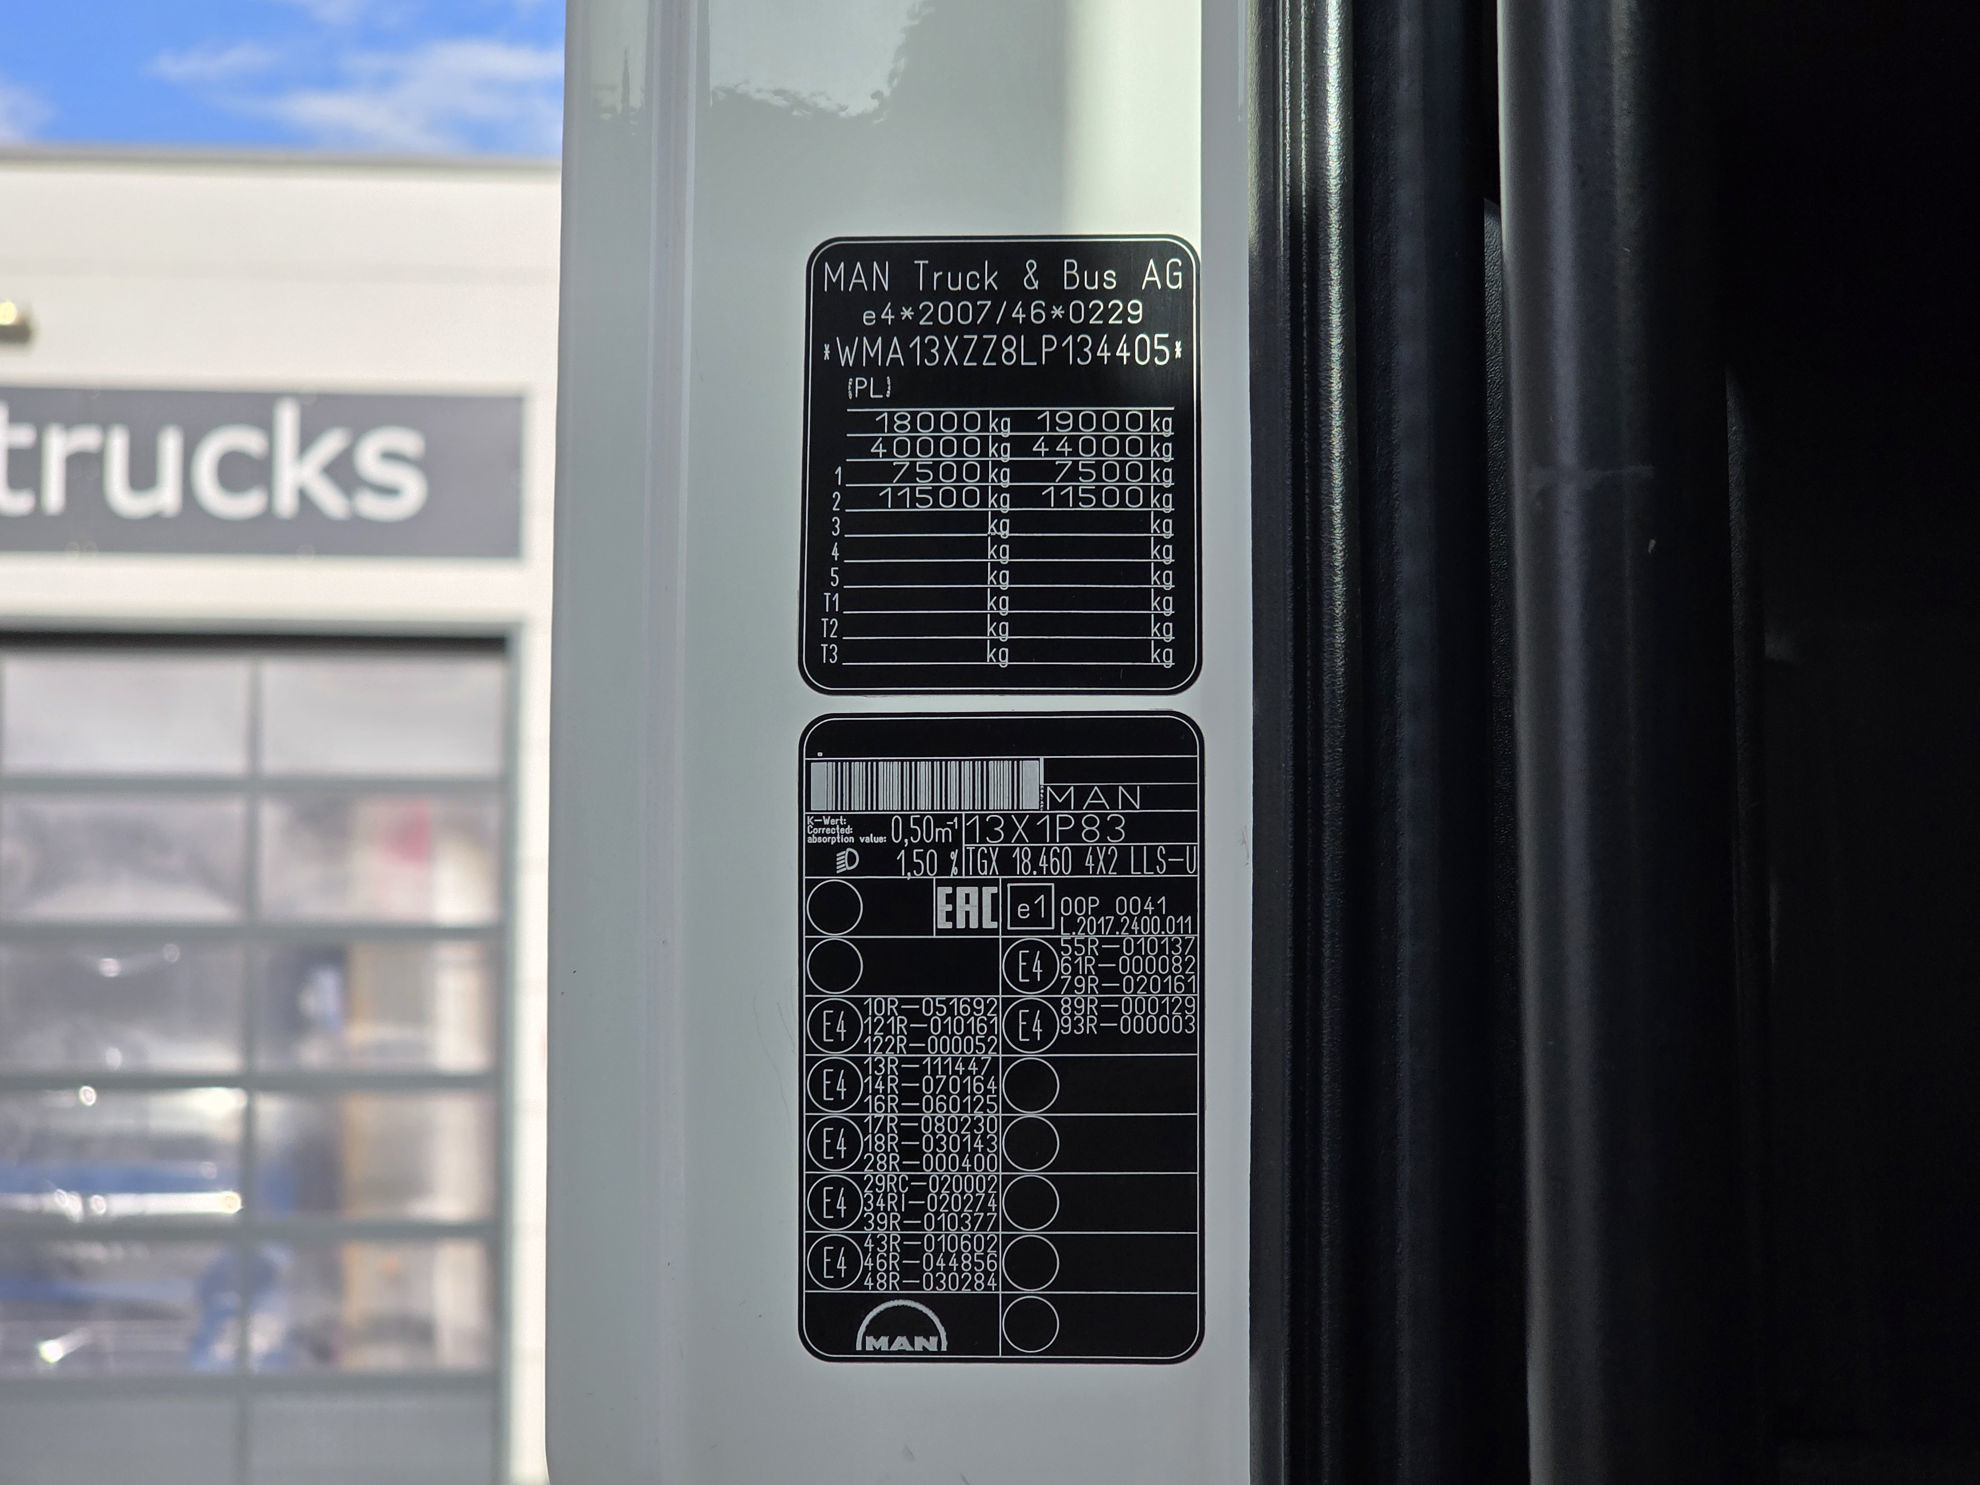 trucks
MAN Truck & Bus AG
e4*2007/46*0229
*WMA13XZZ8LP134405*
(PL)
18000 kg 19000 kg
40000 kg 44000 kg
1 7500 kg 7500 kg
2 11500 kg 11500 kg
3 kg kg
4 kg kg
5 kg kg
T1 kg kg
T2 kg kg
T3 kg kg
MAN
K-Wert:
Corrected:
absorption value: 0,50m⁻¹ 13X1P83
1,50 % TGX 18.460 4X2 LLS-U
EAC e1 00P 0041
L.2017.2400.011
E4 55R-010137
61R-000082
79R-020161
E4 10R-051692
121R-010161
122R-000052
E4 89R-000129
93R-000003
E4 13R-111447
14R-070164
16R-060125
E4 17R-080230
18R-030143
28R-000400
E4 29RC-020002
34RI-020274
39R-010377
E4 43R-010602
46R-044856
48R-030284
MAN